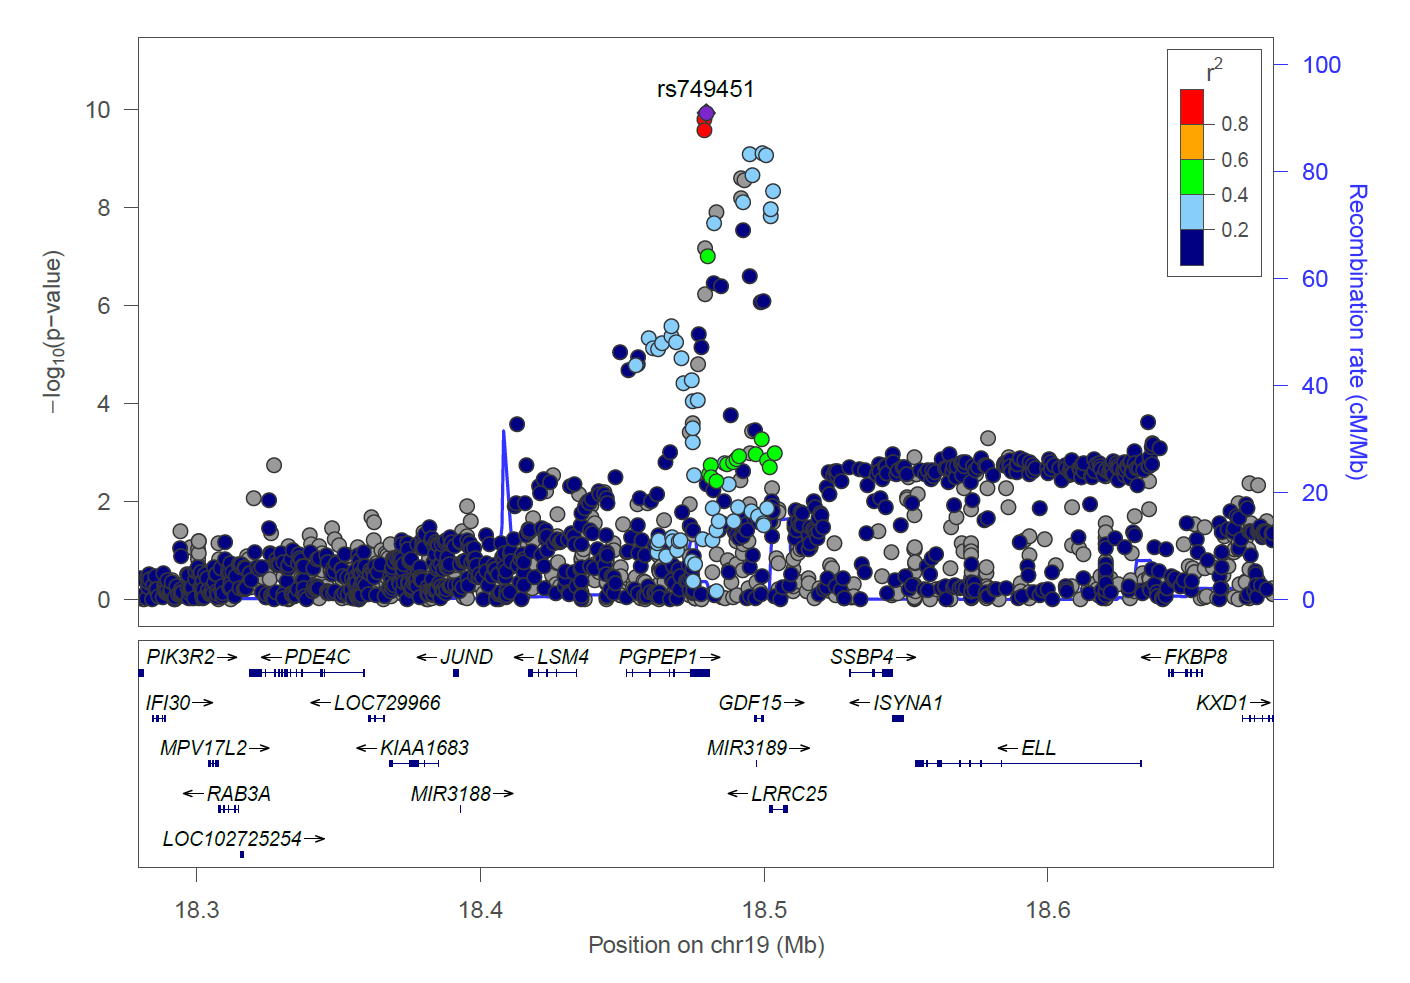 rs749451
r2
0.8
0.6
0.4
0.2
10
8
6
4
2
0
−log10(p−value)
100
80
60
40
20
0
Recombination rate (cM/Mb)
PIK3R2→ ←PDE4C ←JUND ←LSM4 PGPEP1→ SSBP4→ ←FKBP8
IFI30→ ←LOC729966 GDF15→ ←ISYNA1 KXD1→
MPV17L2→ ←KIAA1683 MIR3189→ ←ELL
←RAB3A MIR3188→ ←LRRC25
LOC102725254→
18.3 18.4 18.5 18.6
Position on chr19 (Mb)